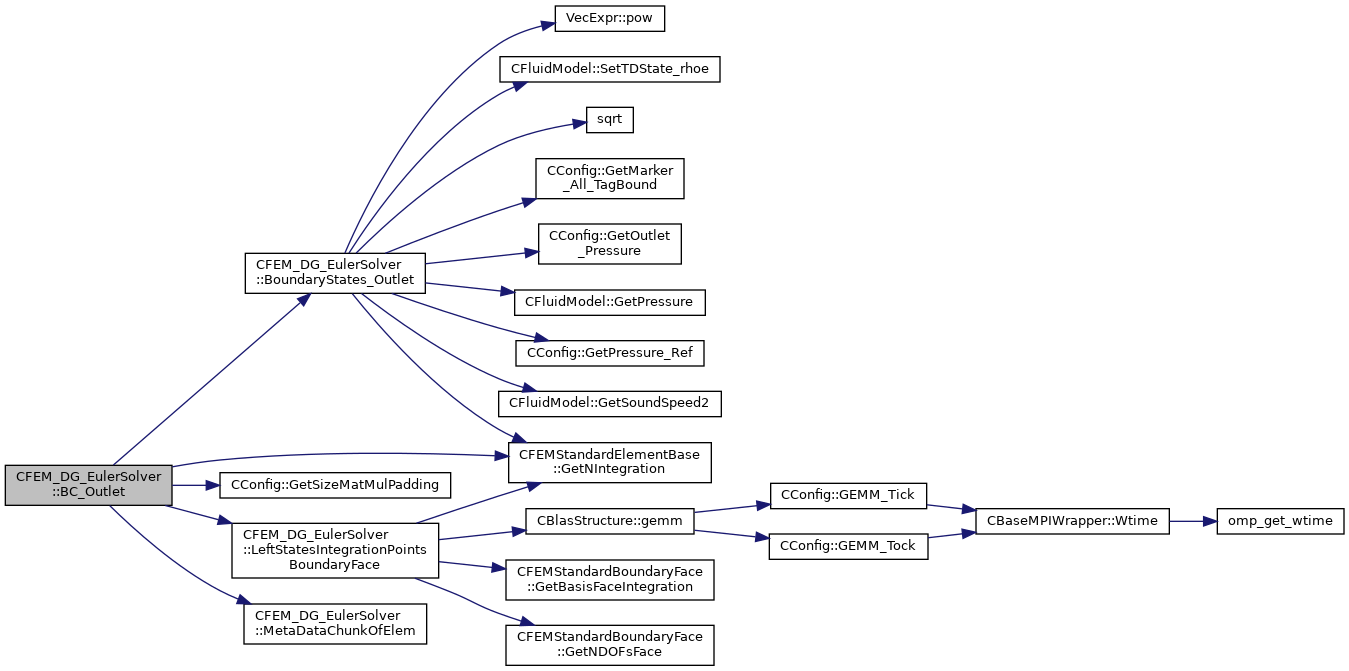 VecExpr::pow
CFluidModel::SetTDState_rhoe
sqrt
CConfig::GetMarker
_All_TagBound
CConfig::GetOutlet
_Pressure
CFEM_DG_EulerSolver
::BoundaryStates_Outlet
CFluidModel::GetPressure
CConfig::GetPressure_Ref
CFluidModel::GetSoundSpeed2
CFEMStandardElementBase
::GetNIntegration
CFEM_DG_EulerSolver
::BC_Outlet
CConfig::GetSizeMatMulPadding
CFEM_DG_EulerSolver
::LeftStatesIntegrationPoints
BoundaryFace
CBlasStructure::gemm
CConfig::GEMM_Tick
CConfig::GEMM_Tock
CBaseMPIWrapper::Wtime
omp_get_wtime
CFEMStandardBoundaryFace
::GetBasisFaceIntegration
CFEM_DG_EulerSolver
::MetaDataChunkOfElem
CFEMStandardBoundaryFace
::GetNDOFsFace